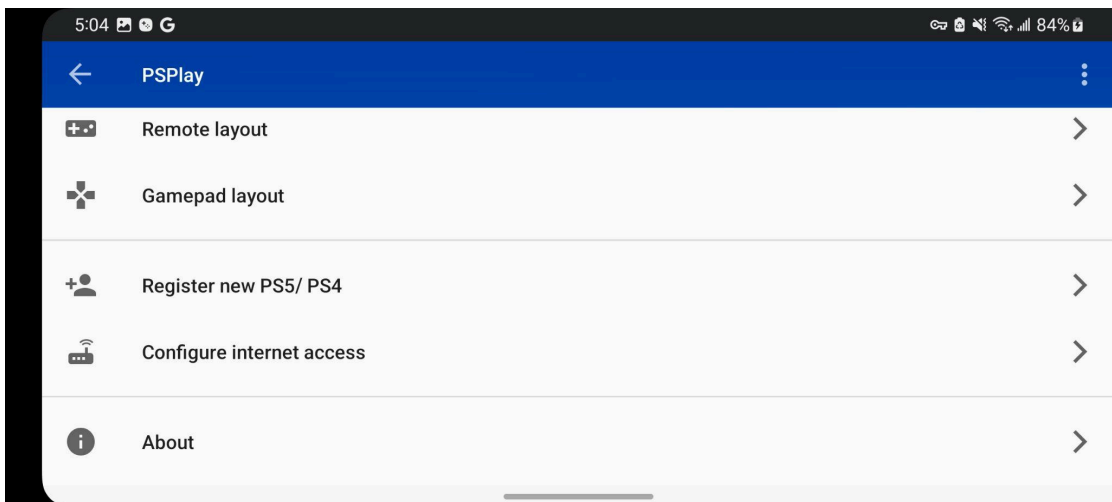 5:04 G 84%
PSPlay
Remote layout
Gamepad layout
Register new PS5/ PS4
Configure internet access
About